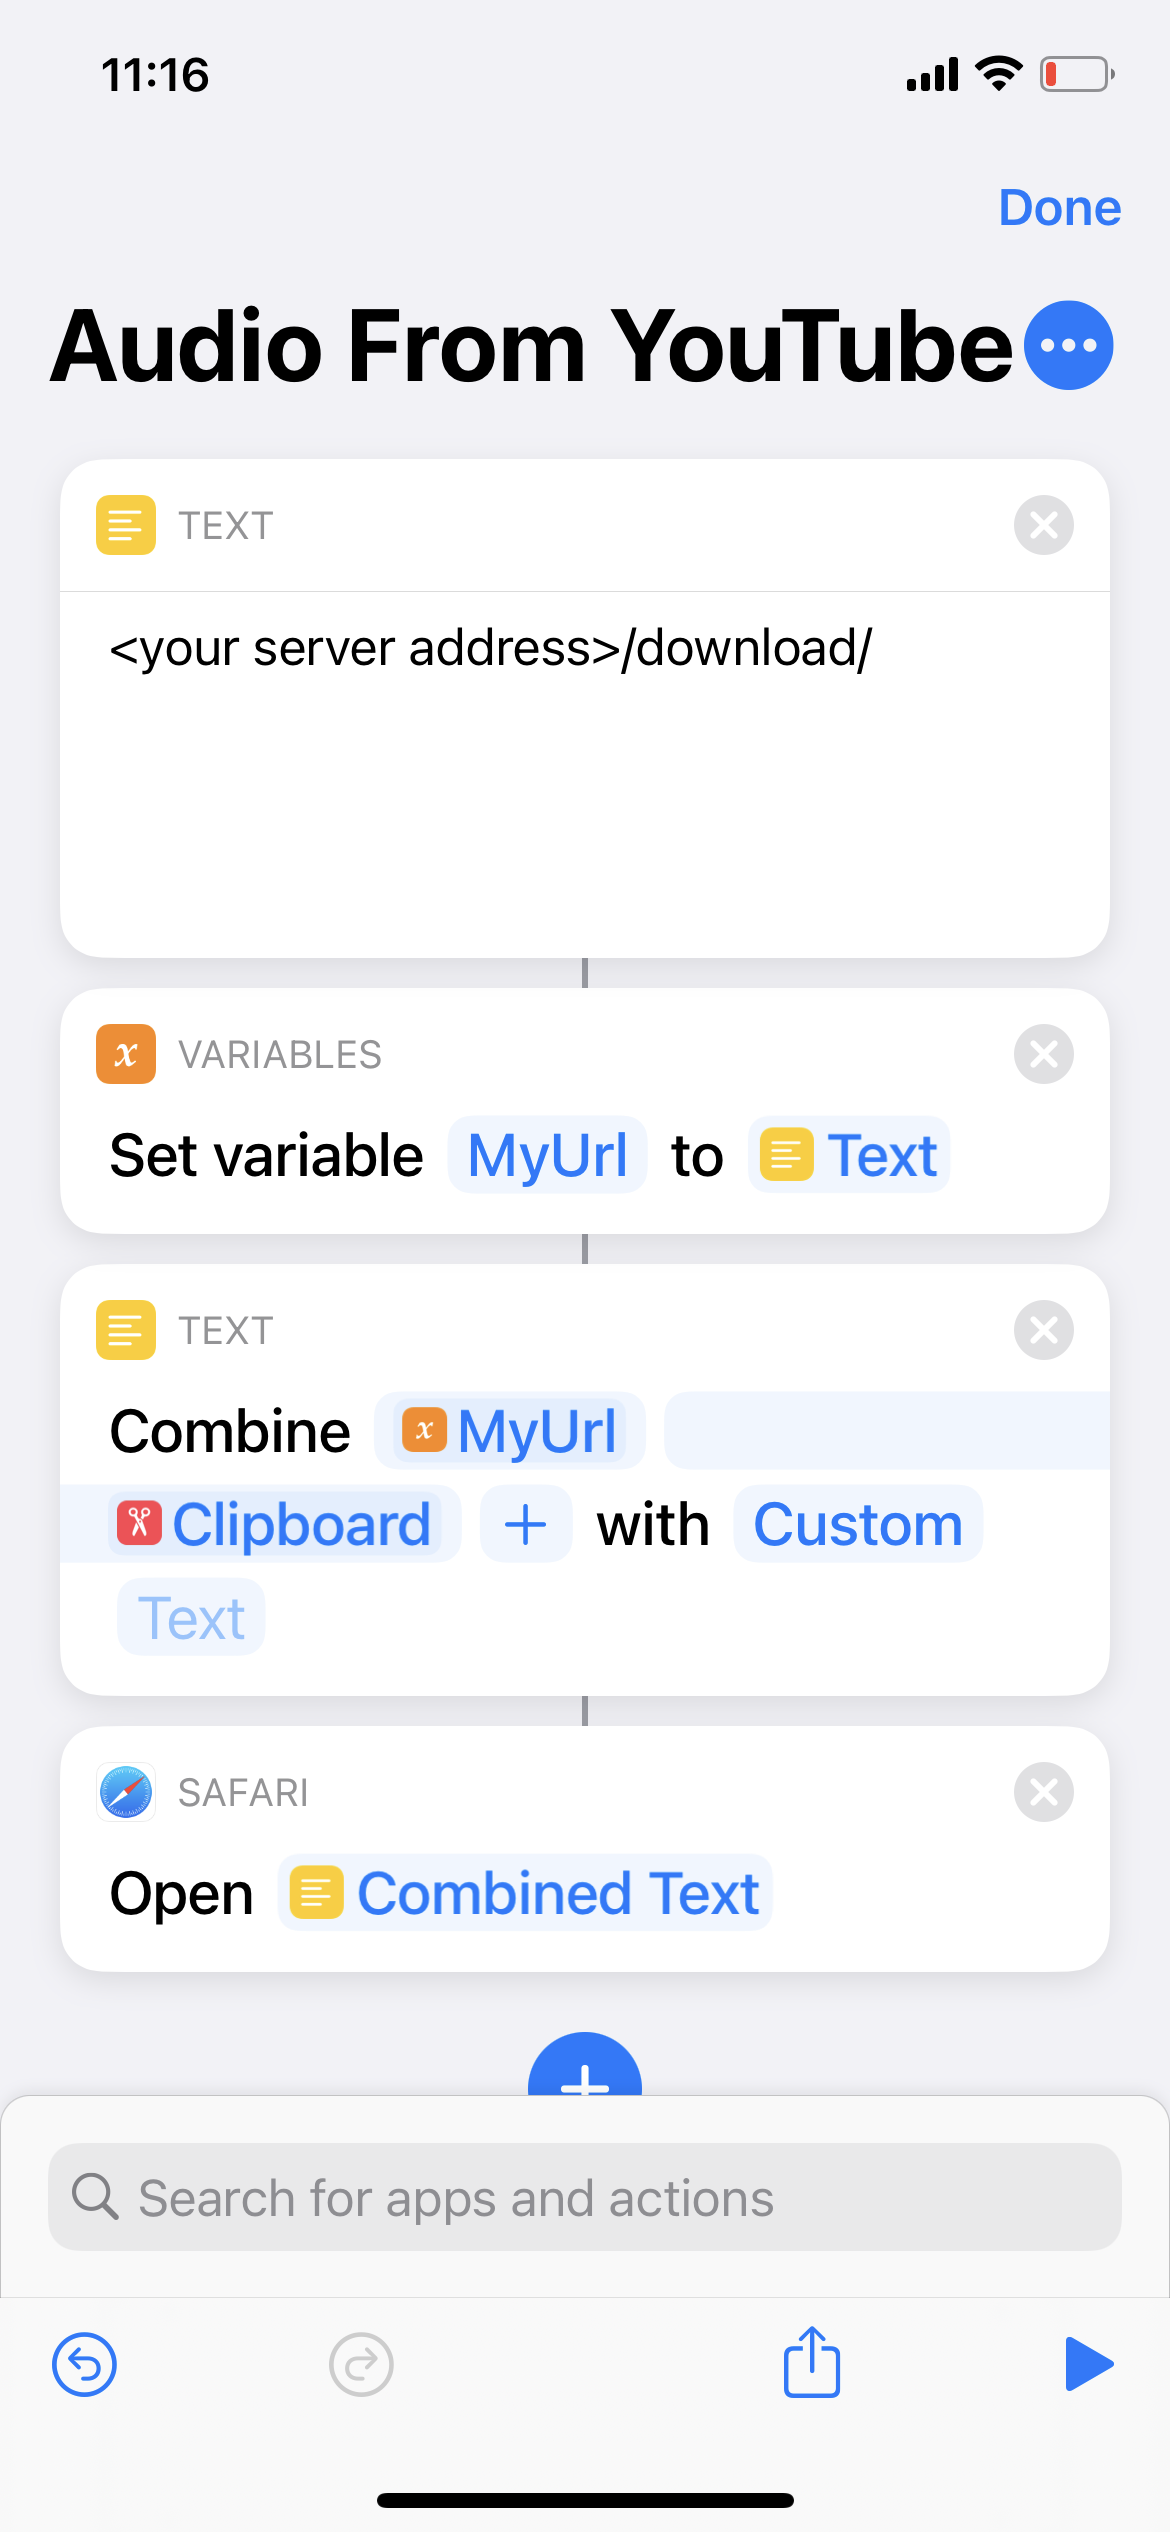 11:16
Done
Audio From YouTube
TEXT
<your server address>/download/
VARIABLES
Set variable MyUrl to Text
TEXT
Combine MyUrl
Clipboard + with Custom
Text
SAFARI
Open Combined Text
Search for apps and actions